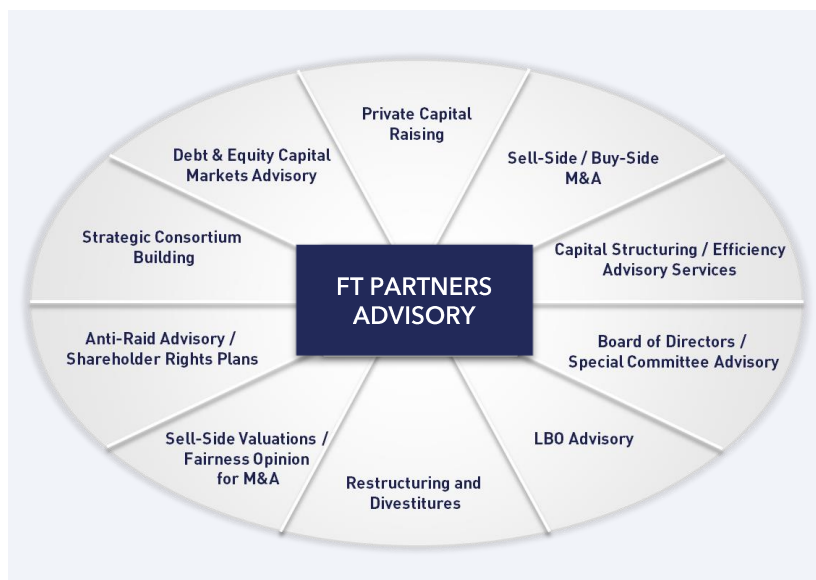 Private Capital
Raising
Sell-Side / Buy-Side
M&A
Capital Structuring / Efficiency
Advisory Services
Board of Directors /
Special Committee Advisory
LBO Advisory
Restructuring and
Divestitures
Sell-Side Valuations /
Fairness Opinion
for M&A
Anti-Raid Advisory /
Shareholder Rights Plans
Strategic Consortium
Building
Debt & Equity Capital
Markets Advisory
FT PARTNERS
ADVISORY